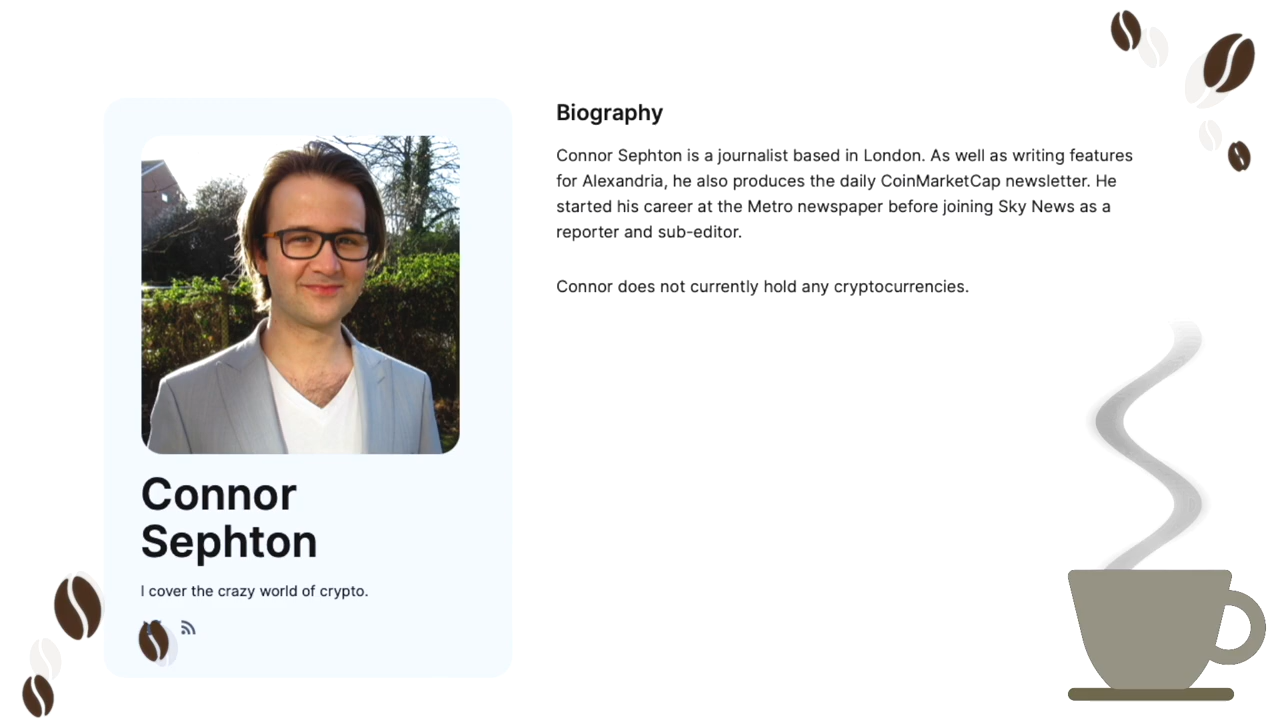 Biography
Connor Sephton is a journalist based in London. As well as writing features
for Alexandria, he also produces the daily CoinMarketCap newsletter. He
started his career at the Metro newspaper before joining Sky News as a
reporter and sub-editor.
Connor does not currently hold any cryptocurrencies.
Connor
Sephton
I cover the crazy world of crypto.